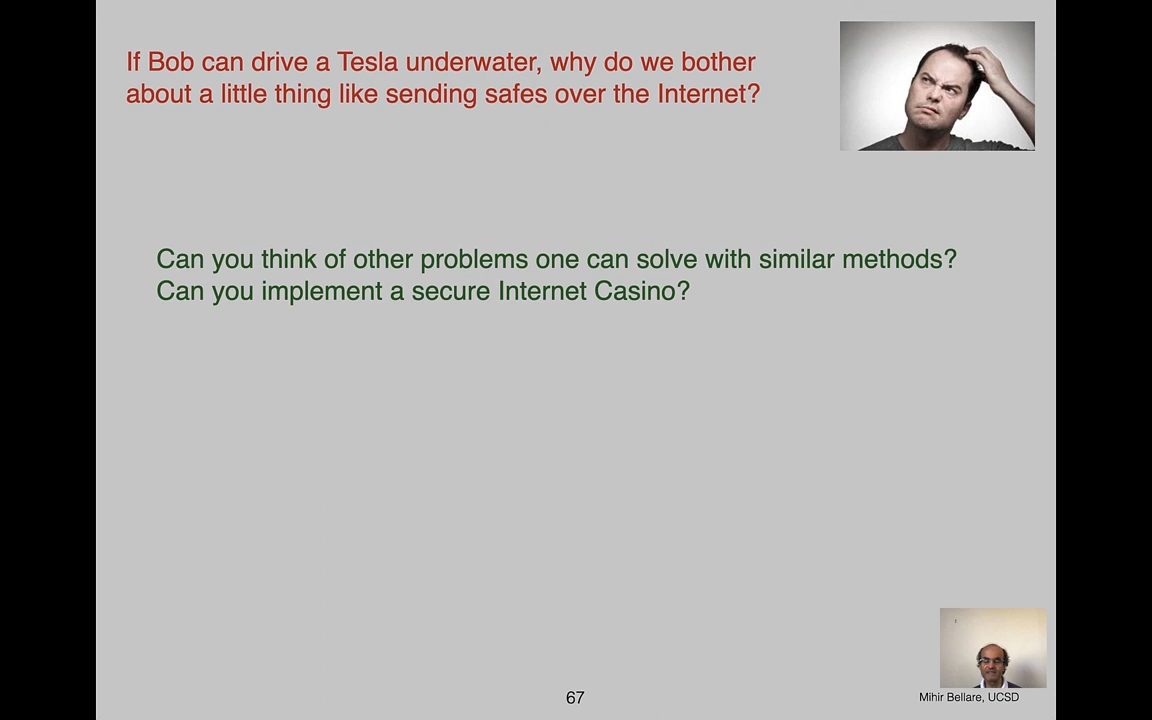 If Bob can drive a Tesla underwater, why do we bother
about a little thing like sending safes over the Internet?
Can you think of other problems one can solve with similar methods?
Can you implement a secure Internet Casino?
67
Mihir Bellare, UCSD